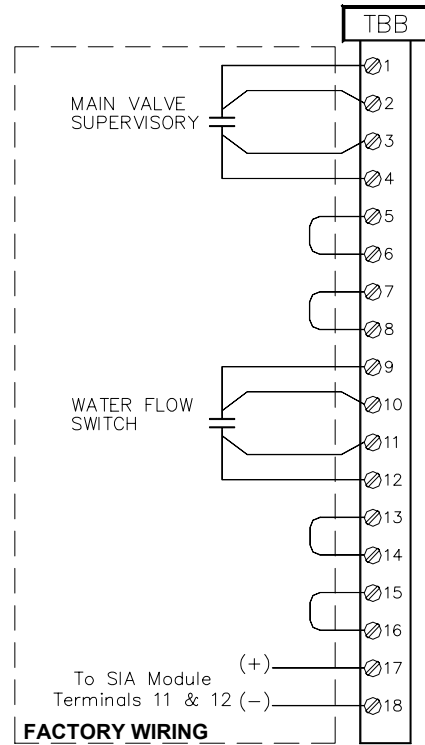 TBB
1
MAIN VALVE
SUPERVISORY
2
3
4
5
6
7
8
9
WATER FLOW
SWITCH
10
11
12
13
14
15
16
To SIA Module
Terminals 11 & 12
(+)
17
(−)
18
FACTORY WIRING